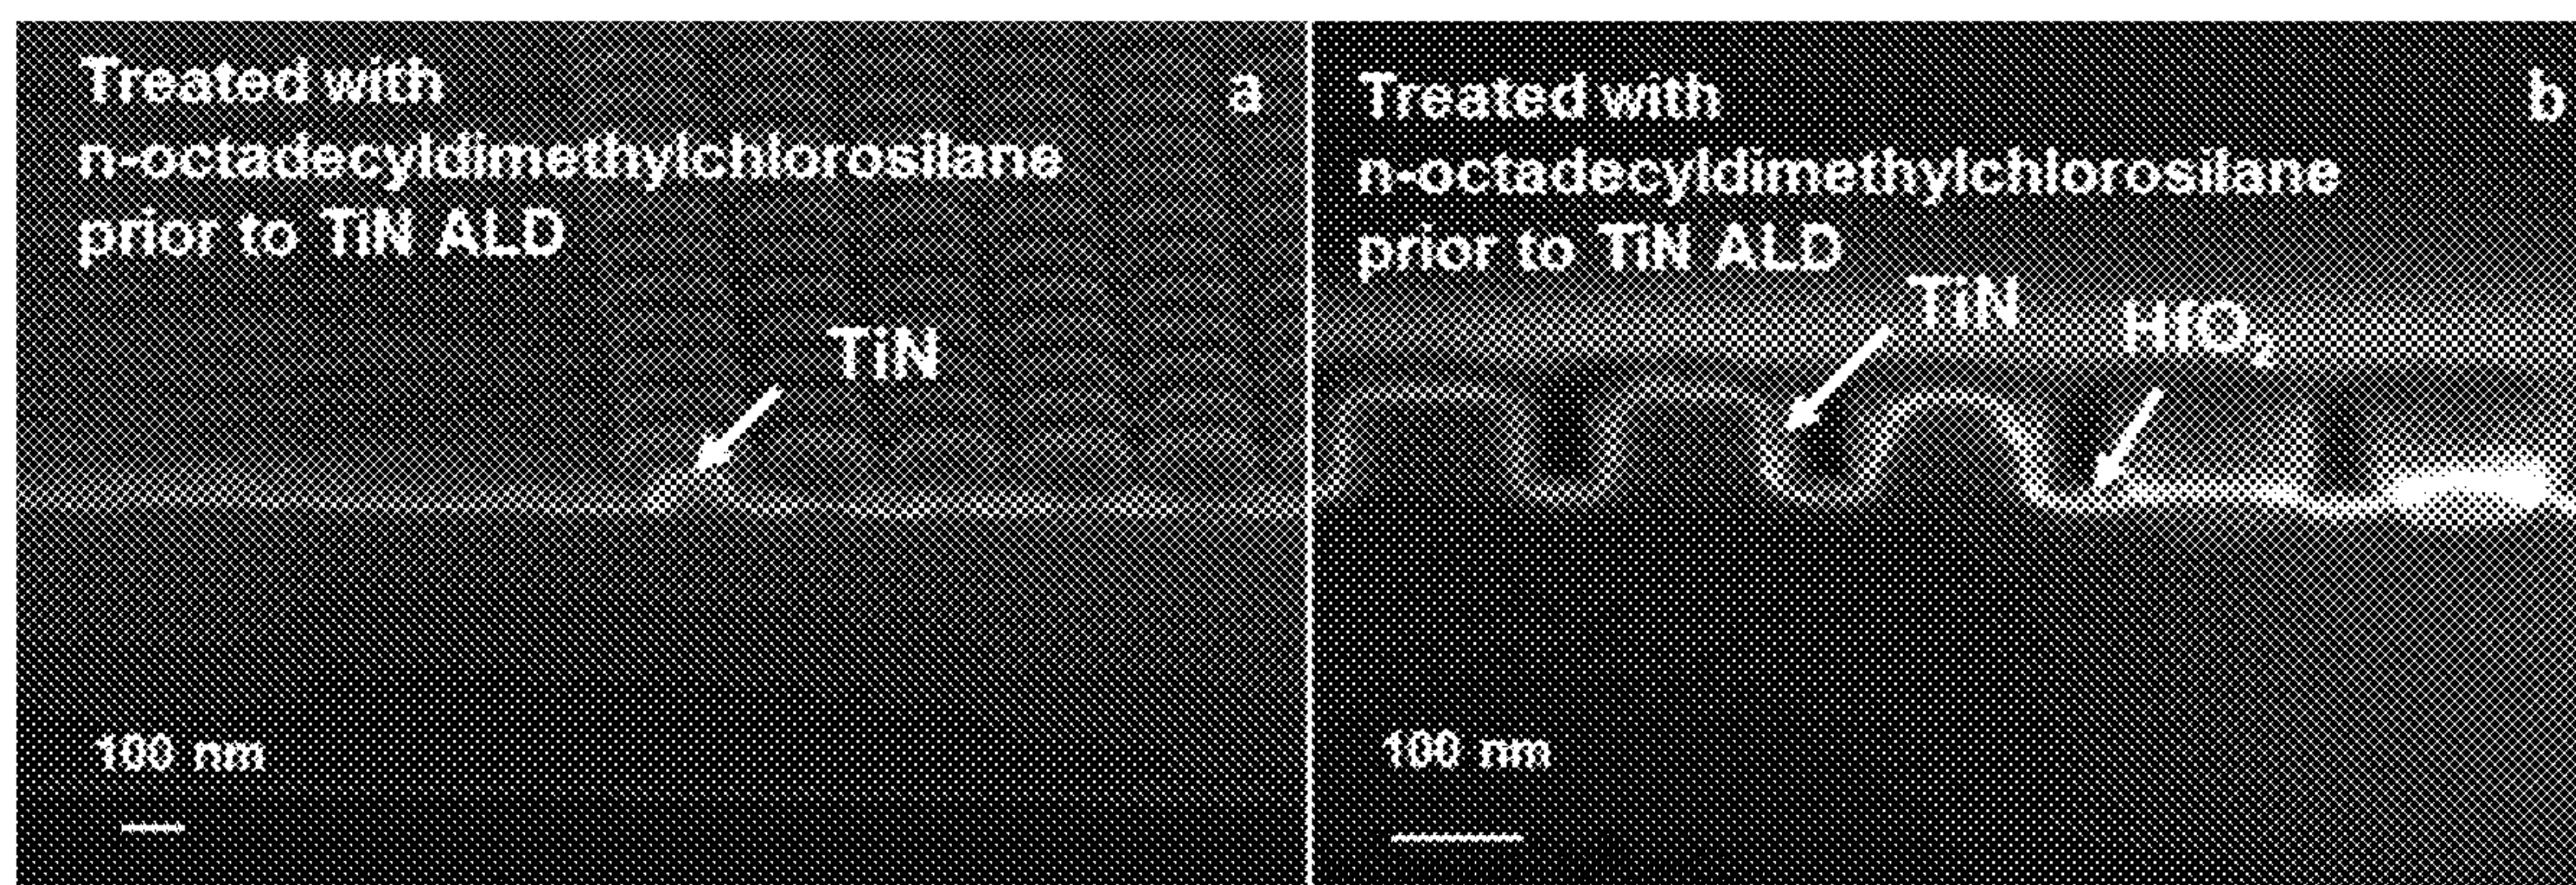 Treated with
n-octadecyldimethylchlorosilane
prior to TiN ALD
a
TiN
100 nm
Treated with
n-octadecyldimethylchlorosilane
prior to TiN ALD
b
TiN
HfO₂
100 nm